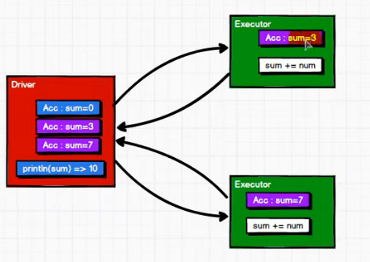 Driver
Acc : sum=0
Acc : sum=3
Acc : sum=7
println(sum) => 10
Executor
Acc : sum=3
sum += num
Executor
Acc : sum=7
sum += num